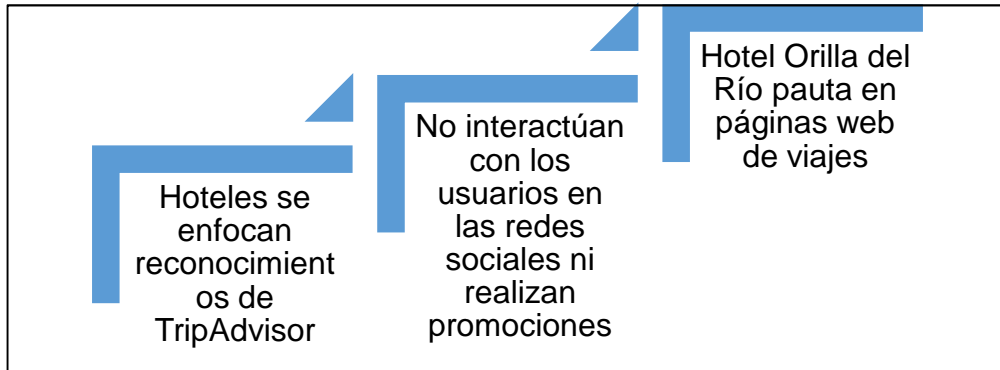 Hoteles se
enfocan
reconocimient
os de
TripAdvisor
No interactúan
con los
usuarios en
las redes
sociales ni
realizan
promociones
Hotel Orilla del
Río pauta en
páginas web
de viajes